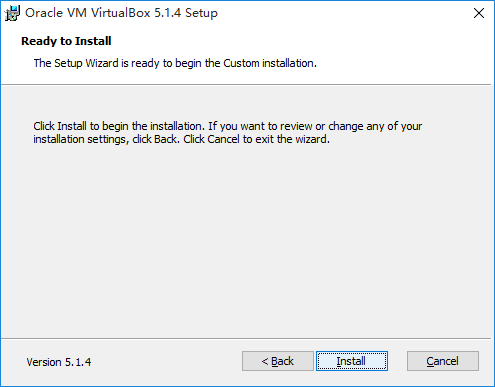 Oracle VM VirtualBox 5.1.4 Setup
Ready to Install
The Setup Wizard is ready to begin the Custom installation.
Click Install to begin the installation. If you want to review or change any of your
installation settings, click Back. Click Cancel to exit the wizard.
Version 5.1.4
< Back
Install
Cancel